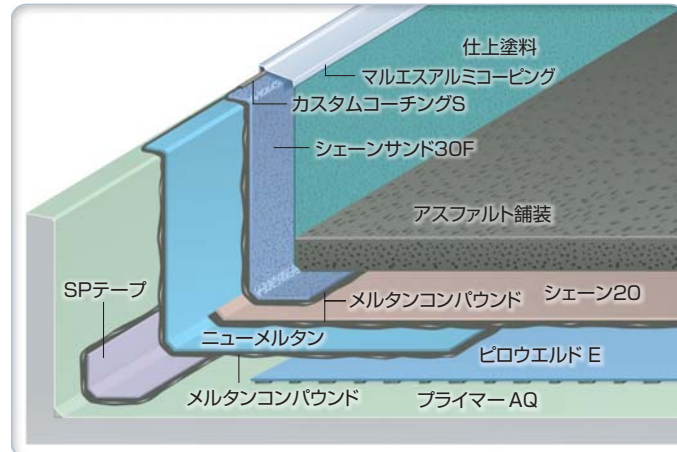 仕上塗料
マルエスアルミコーピング
カスタムコーチングS
シェーンサンド30F
アスファルト舗装
SPテープ
メルタンコンパウンド
シェーン20
ニューメルタン
ピロウエルド E
メルタンコンパウンド
プライマー AQ